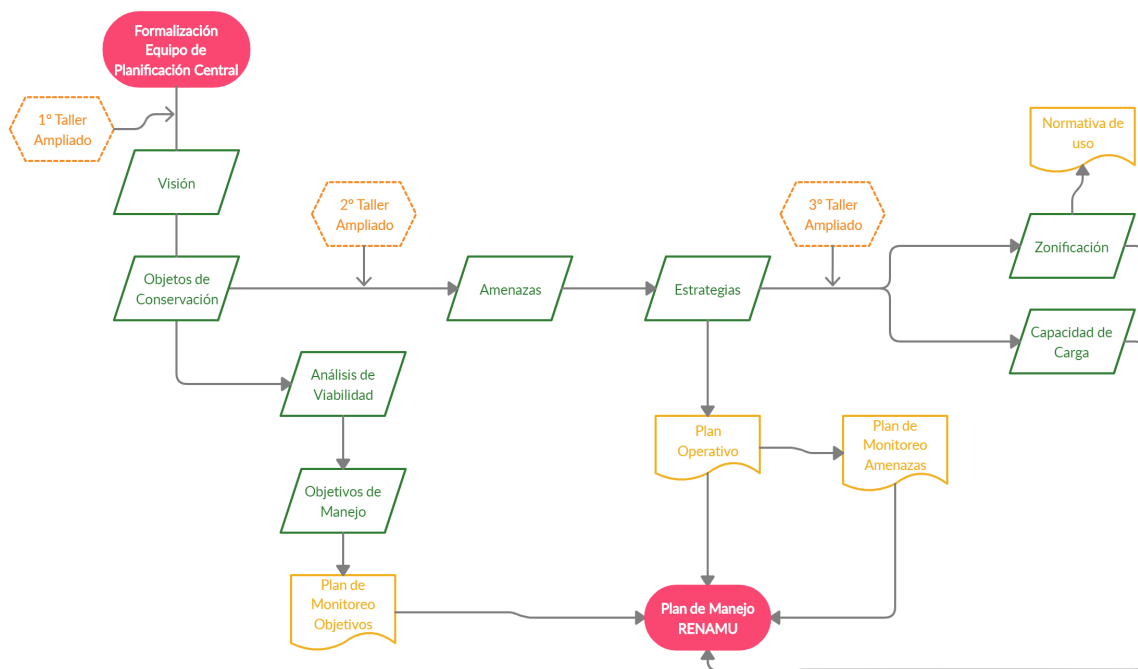 Formalización
Equipo de
Planificación Central
1º Taller
Ampliado
Normativa de
uso
Visión
2º Taller
Ampliado
3º Taller
Ampliado
Zonificación
Objetos de
Conservación
Amenazas
Estrategias
Capacidad de
Carga
Análisis de
Viabilidad
Plan
Operativo
Plan de
Monitoreo
Amenazas
Objetivos de
Manejo
Plan de
Monitoreo
Objetivos
Plan de Manejo
RENAMU